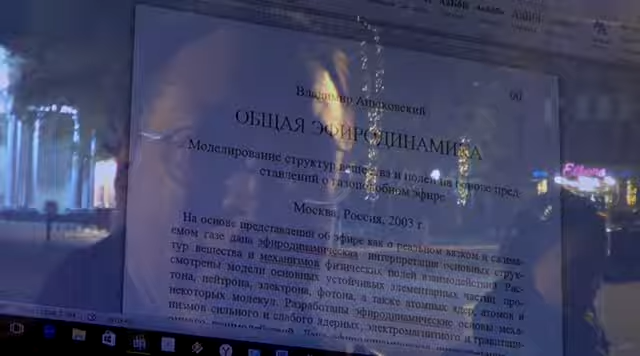 Владимир Ацюковский
ОБЩАЯ ЭФИРОДИНАМИКА
Моделирование структур вещества и полей на основе пред-
ставлений о газоподобном эфире
Москва, Россия, 2003 г.
На основе представлений об эфире как о реальном вязком и сжима-
емом газе дана эфиродинамическая интерпретация основных струк-
тур вещества и механизмов физических полей взаимодействия. Рас-
смотрены модели основных устойчивых элементарных частиц про-
тона, нейтрона, электрона, фотона, а также атомных ядер, атомов и
некоторых молекул. Разработаны эфиродинамические основы меха-
низмов сильного и слабого ядерных, электромагнитного и гравитаци-